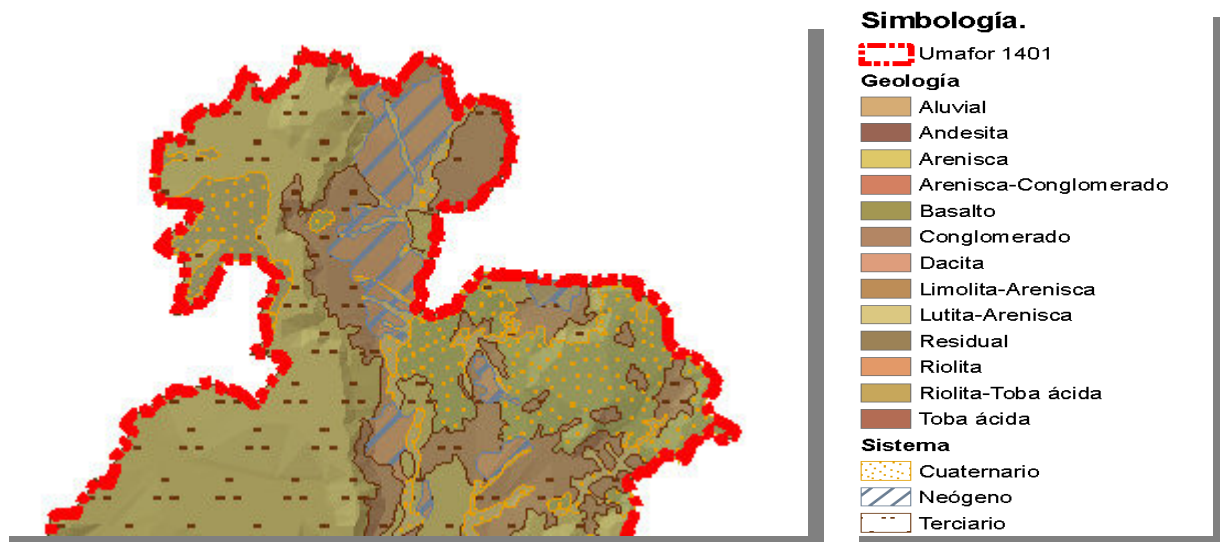 Simbología.
Umafor 1401
Geología
Aluvial
Andesita
Arenisca
Arenisca-Conglomerado
Basalto
Conglomerado
Dacita
Limolita-Arenisca
Lutita-Arenisca
Residual
Riolita
Riolita-Toba ácida
Toba ácida
Sistema
Cuaternario
Neógeno
Terciario